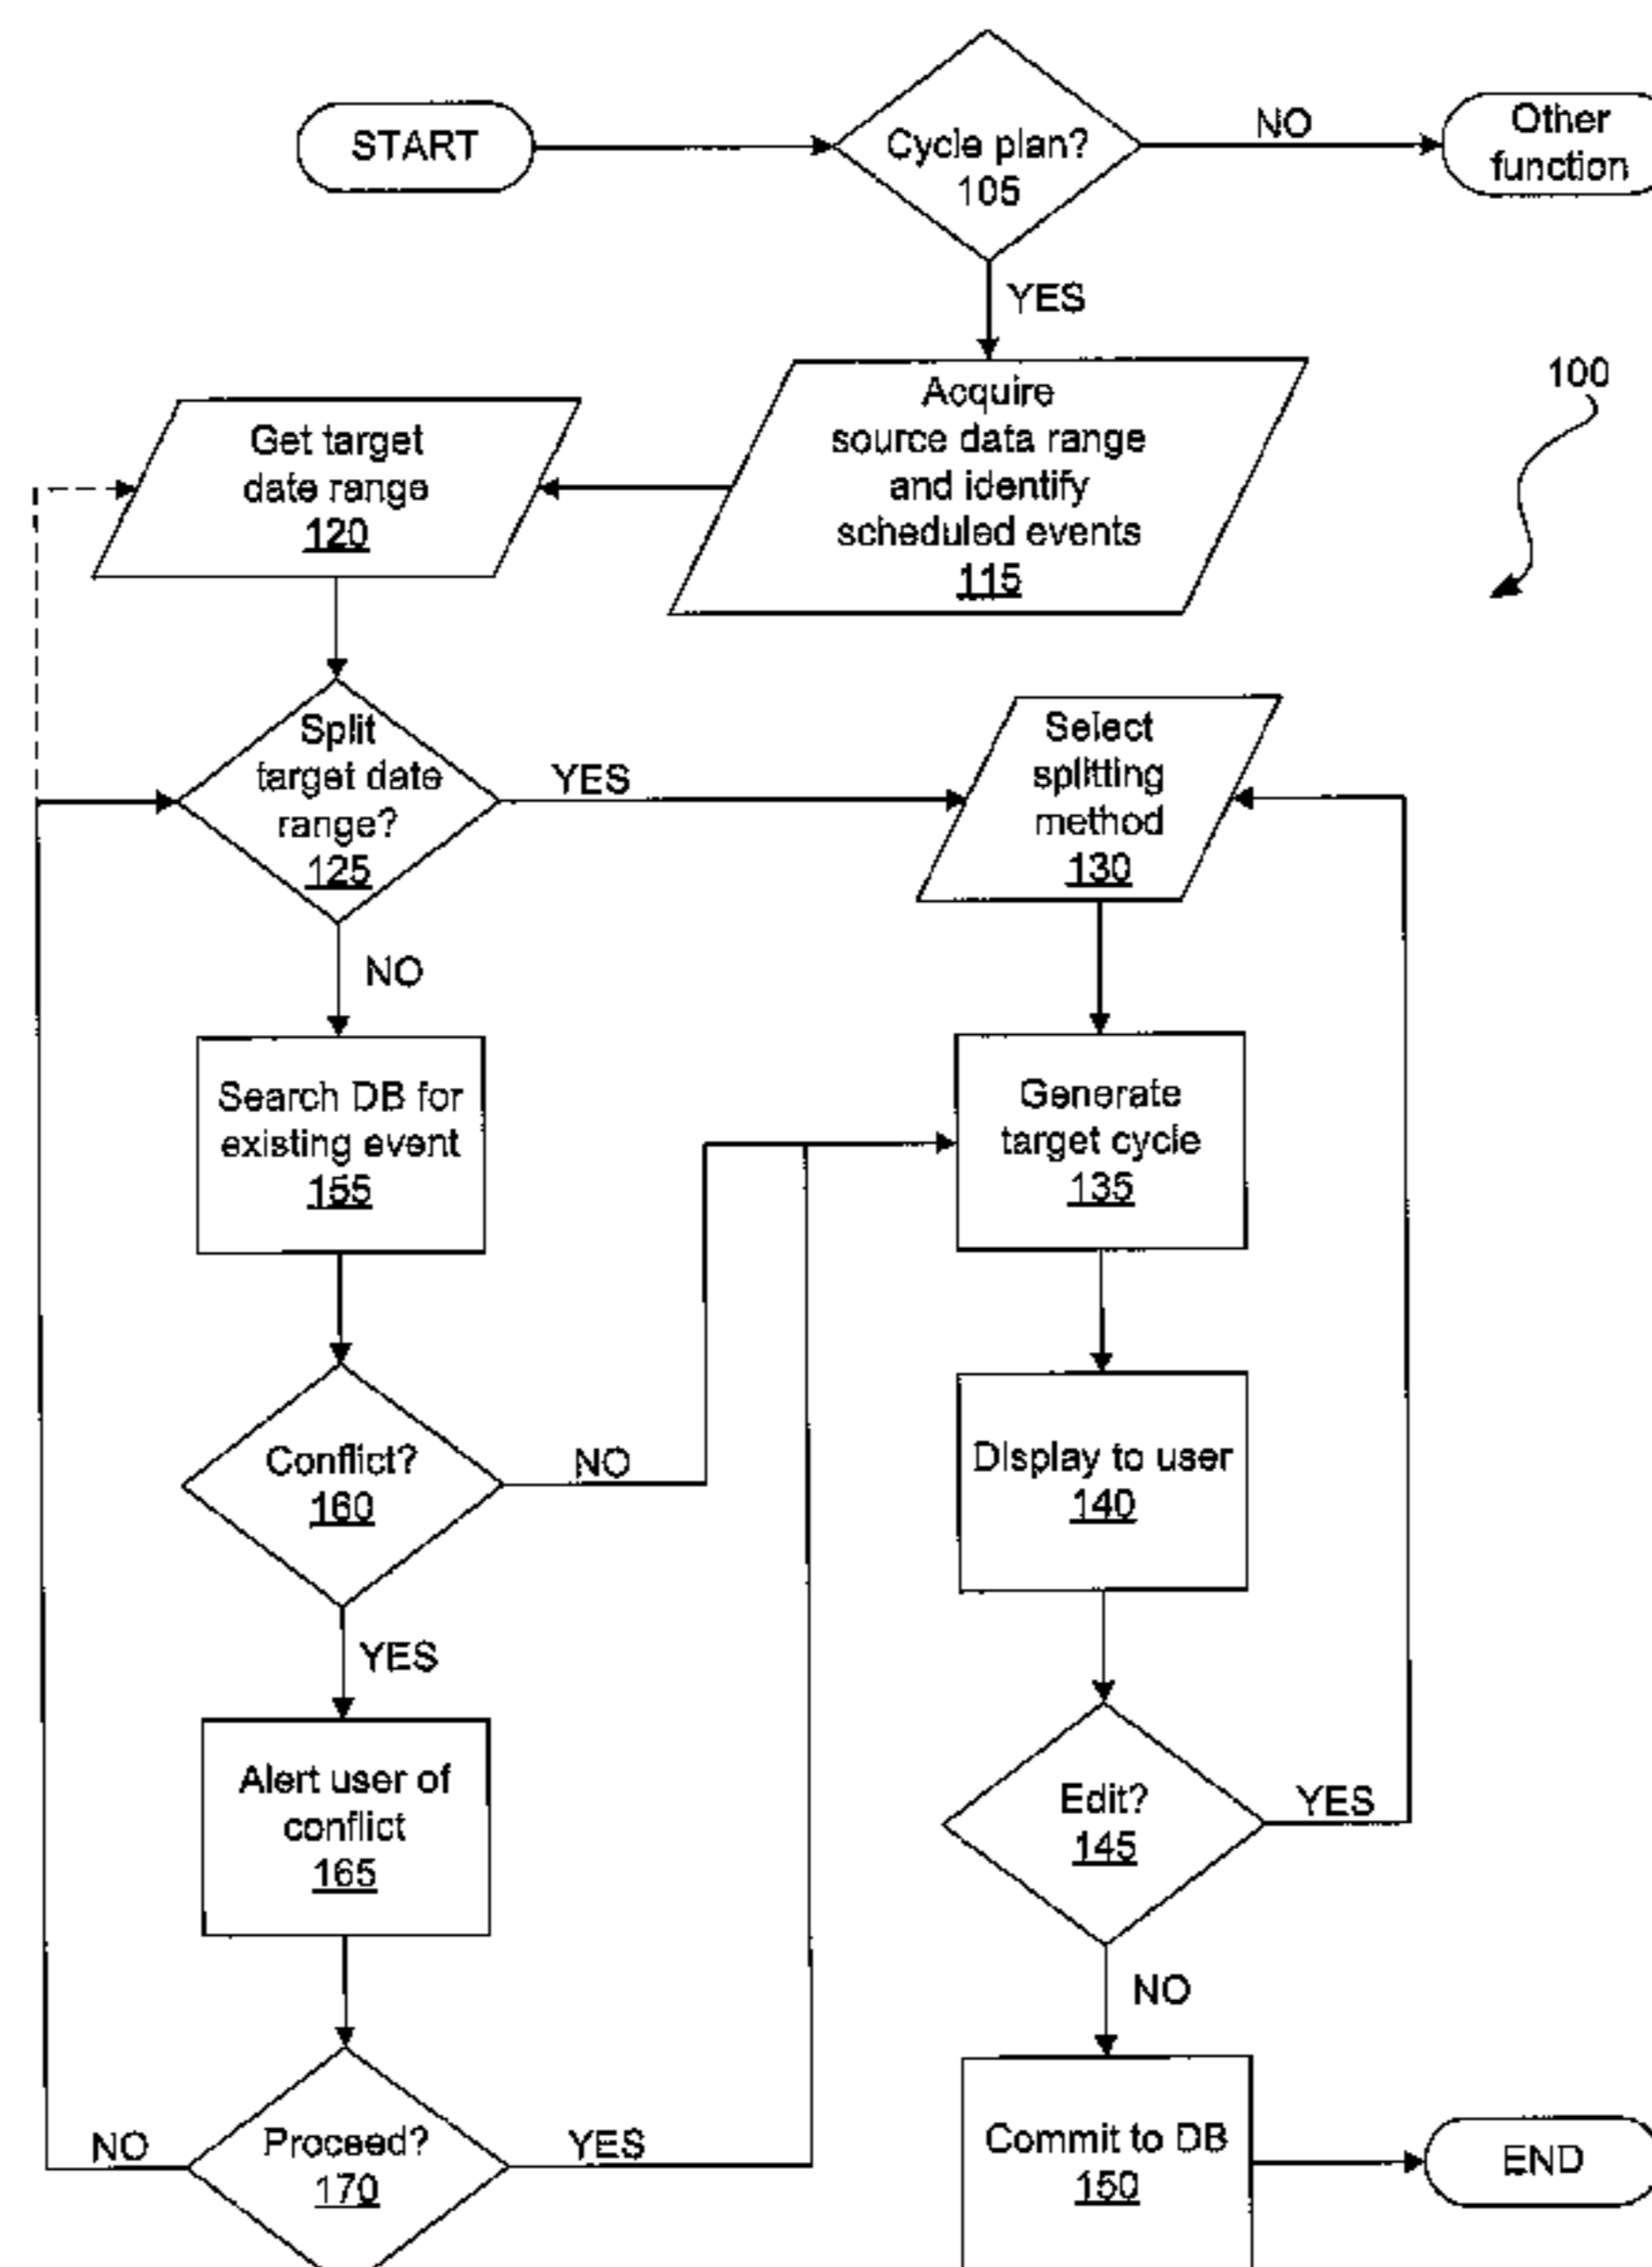 START
Cycle plan?
105
NO
Other
function
YES
Acquire
source data range
and identify
scheduled events
115
100
Get target
date range
120
Split
target date
range?
125
YES
Select
splitting
method
130
NO
Search DB for
existing event
155
Generate
target cycle
135
Conflict?
160
NO
Display to user
140
YES
Alert user of
conflict
165
Edit?
145
YES
NO
Proceed?
170
NO
YES
Commit to DB
150
END